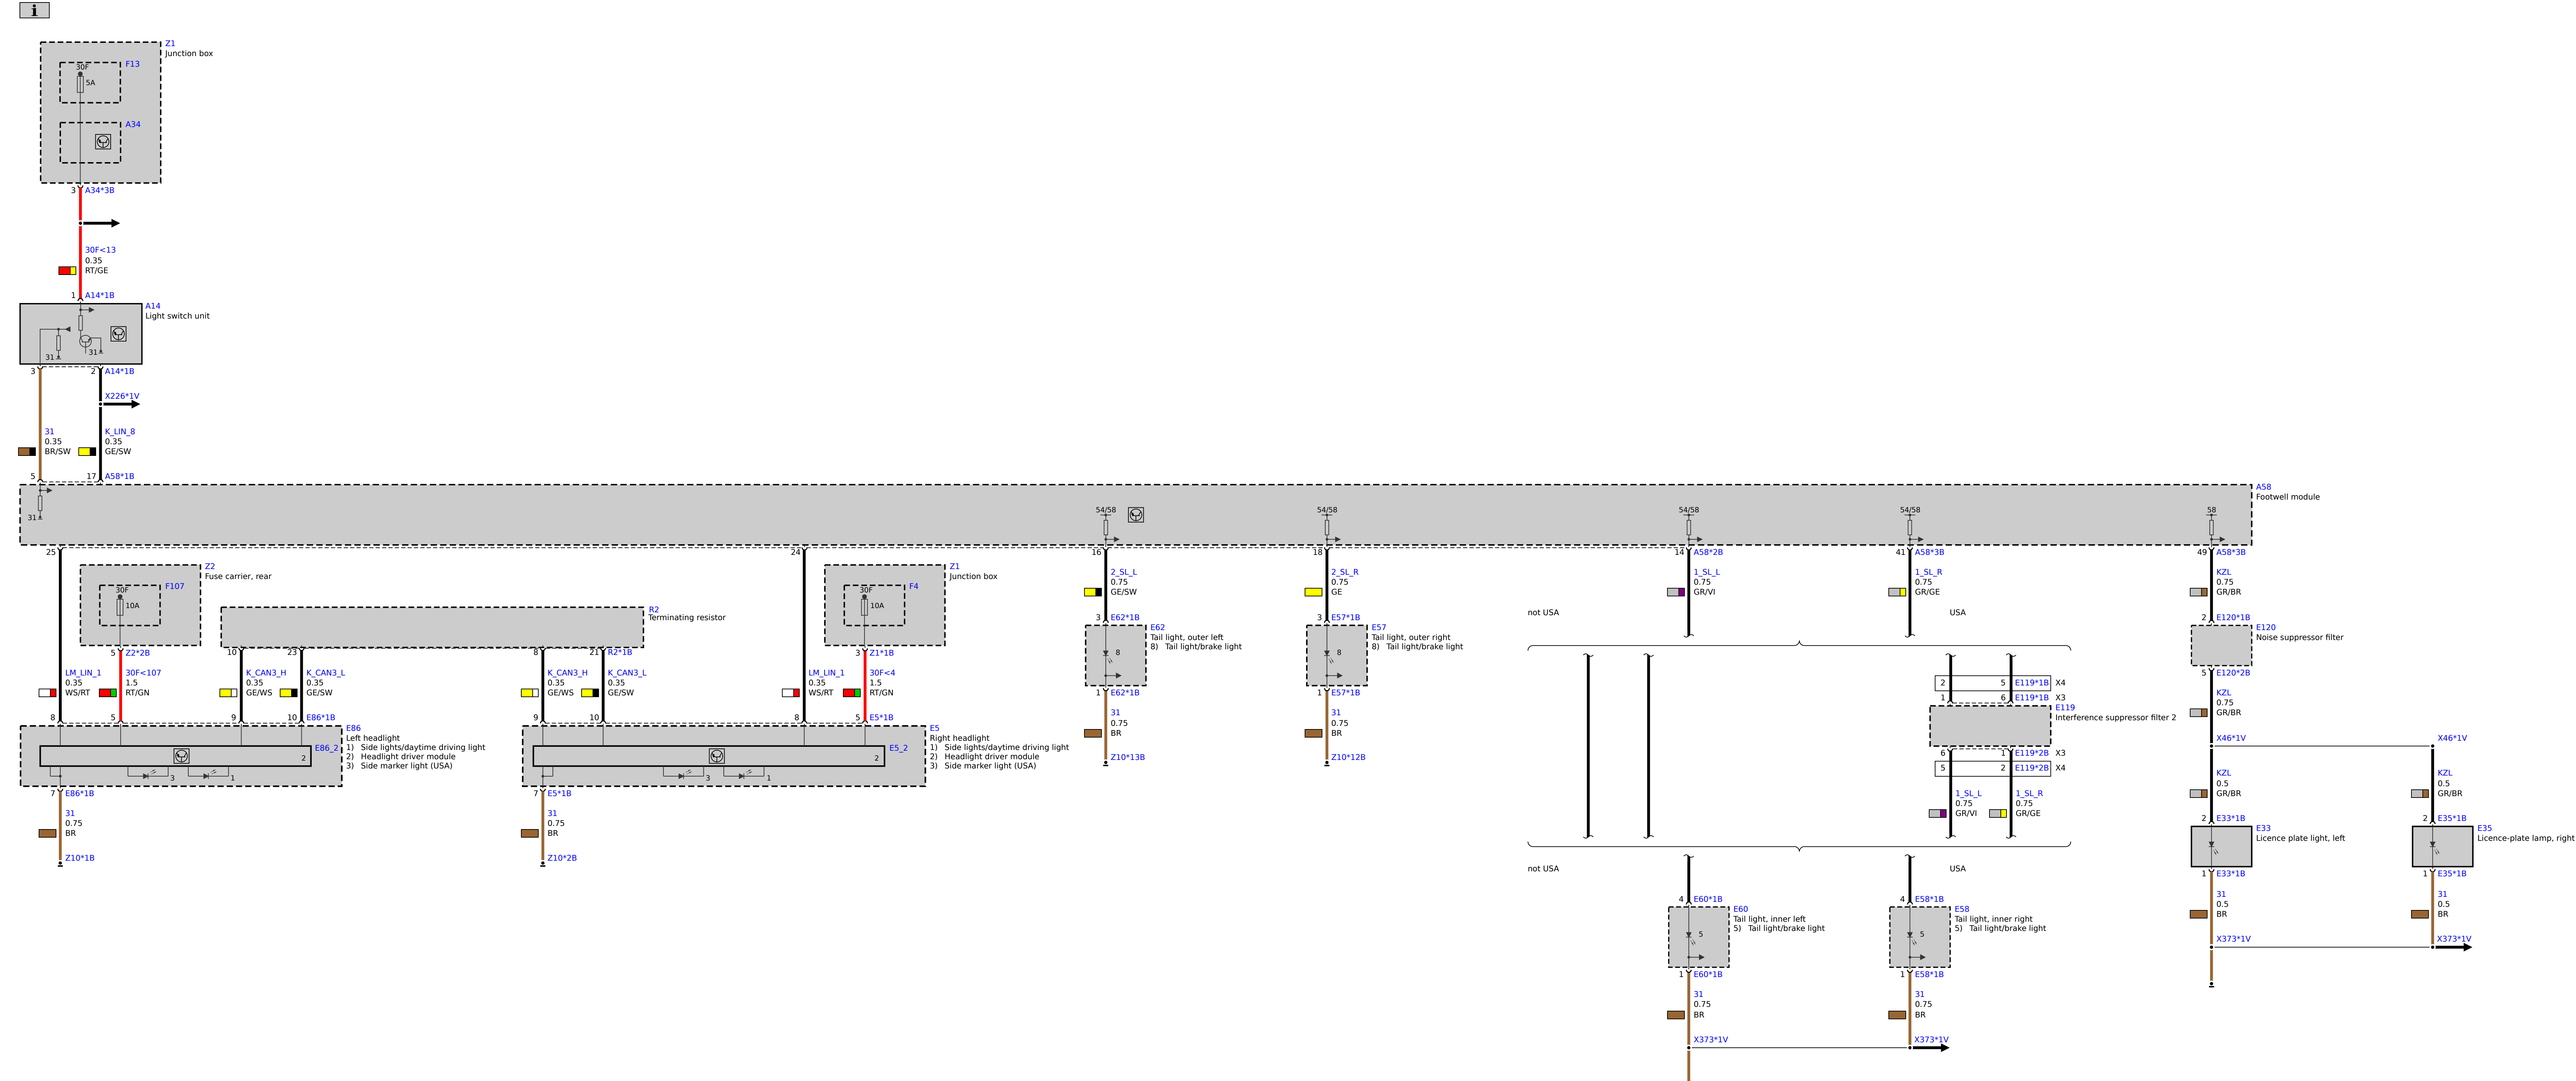 i
Z1
Junction box
30F
F13
5A
A34
3 A34*3B
30F<13
0.35
RT/GE
1 A14*1B
A14
Light switch unit
31
31
3 2 A14*1B
X226*1V
31 K_LIN_8
0.35 0.35
BR/SW GE/SW
5 17 A58*1B
A58
Footwell module
54/58 54/58 54/58 54/58 58
31
25 24 16 18 14 A58*2B 41 A58*3B 49 A58*3B
Z2
Fuse carrier, rear
30F
F107
10A
Z1
Junction box
30F
F4
10A
R2
Terminating resistor
2_SL_L
0.75
GE/SW
2_SL_R
0.75
GE
1_SL_L
0.75
GR/VI
1_SL_R
0.75
GR/GE
KZL
0.75
GR/BR
not USA USA
3 E62*1B 3 E57*1B 2 E120*1B
E62
Tail light, outer left
8) Tail light/brake light
8
E57
Tail light, outer right
8) Tail light/brake light
8
E120
Noise suppressor filter
5 Z2*2B 10 23 8 21 R2*1B 3 Z1*1B
LM_LIN_1
0.35
WS/RT
30F<107
1.5
RT/GN
K_CAN3_H
0.35
GE/WS
K_CAN3_L
0.35
GE/SW
K_CAN3_H
0.35
GE/WS
K_CAN3_L
0.35
GE/SW
LM_LIN_1
0.35
WS/RT
30F<4
1.5
RT/GN
8 5 9 10 E86*1B 9 10 8 5 E5*1B
E86
Left headlight
1) Side lights/daytime driving light
2) Headlight driver module
3) Side marker light (USA)
E86_2
2
3 1
E5
Right headlight
1) Side lights/daytime driving light
2) Headlight driver module
3) Side marker light (USA)
E5_2
2
3 1
7 E86*1B 7 E5*1B
31
0.75
BR
Z10*1B
31
0.75
BR
Z10*2B
1 E62*1B 1 E57*1B
31
0.75
BR
Z10*13B
31
0.75
BR
Z10*12B
2 5 E119*1B X4
1 6 E119*1B X3
E119
Interference suppressor filter 2
6 1 E119*2B X3
5 2 E119*2B X4
1_SL_L
0.75
GR/VI
1_SL_R
0.75
GR/GE
not USA USA
5 E120*2B
KZL
0.75
GR/BR
X46*1V X46*1V
KZL
0.5
GR/BR
KZL
0.5
GR/BR
2 E33*1B 2 E35*1B
E33
Licence plate light, left
E35
Licence-plate lamp, right
1 E33*1B 1 E35*1B
31
0.5
BR
31
0.5
BR
X373*1V X373*1V
4 E60*1B 4 E58*1B
E60
Tail light, inner left
5) Tail light/brake light
5
E58
Tail light, inner right
5) Tail light/brake light
5
1 E60*1B 1 E58*1B
31
0.75
BR
31
0.75
BR
X373*1V X373*1V